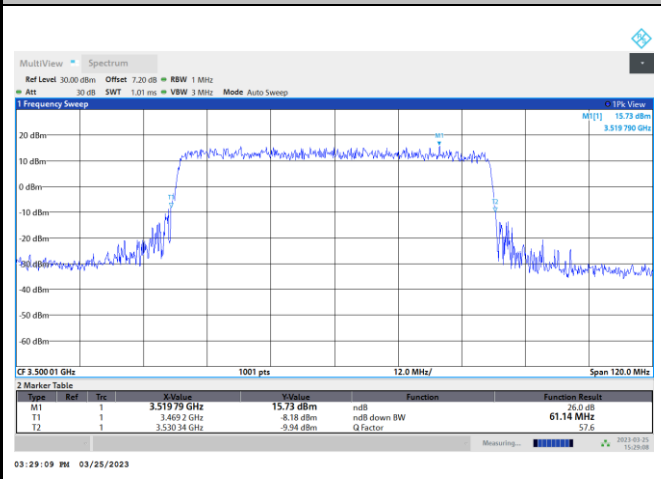 MultiView Spectrum
Ref Level 30.00 dBm Offset 7.20 dB RBW 1 MHz
Att 30 dB SWT 1.01 ms VBW 3 MHz Mode Auto Sweep
1 Frequency Sweep 1Pk View
M1[1] 15.73 dBm
3.519 790 GHz
M1
20 dBm
10 dBm
0 dBm
T1
T2
-10 dBm
-20 dBm
-30 dBm
-40 dBm
-50 dBm
-60 dBm
CF 3.500 01 GHz 1001 pts 12.0 MHz/ Span 120.0 MHz
2 Marker Table
Type Ref Trc X-Value Y-Value Function Function Result
M1 1 3.519 79 GHz 15.73 dBm ndB 26.0 dB
T1 1 3.469 2 GHz -8.18 dBm ndB down BW 61.14 MHz
T2 1 3.530 34 GHz -9.94 dBm Q Factor 57.6
Measuring... 2023-03-25
15:29:08
03:29:09 PM 03/25/2023